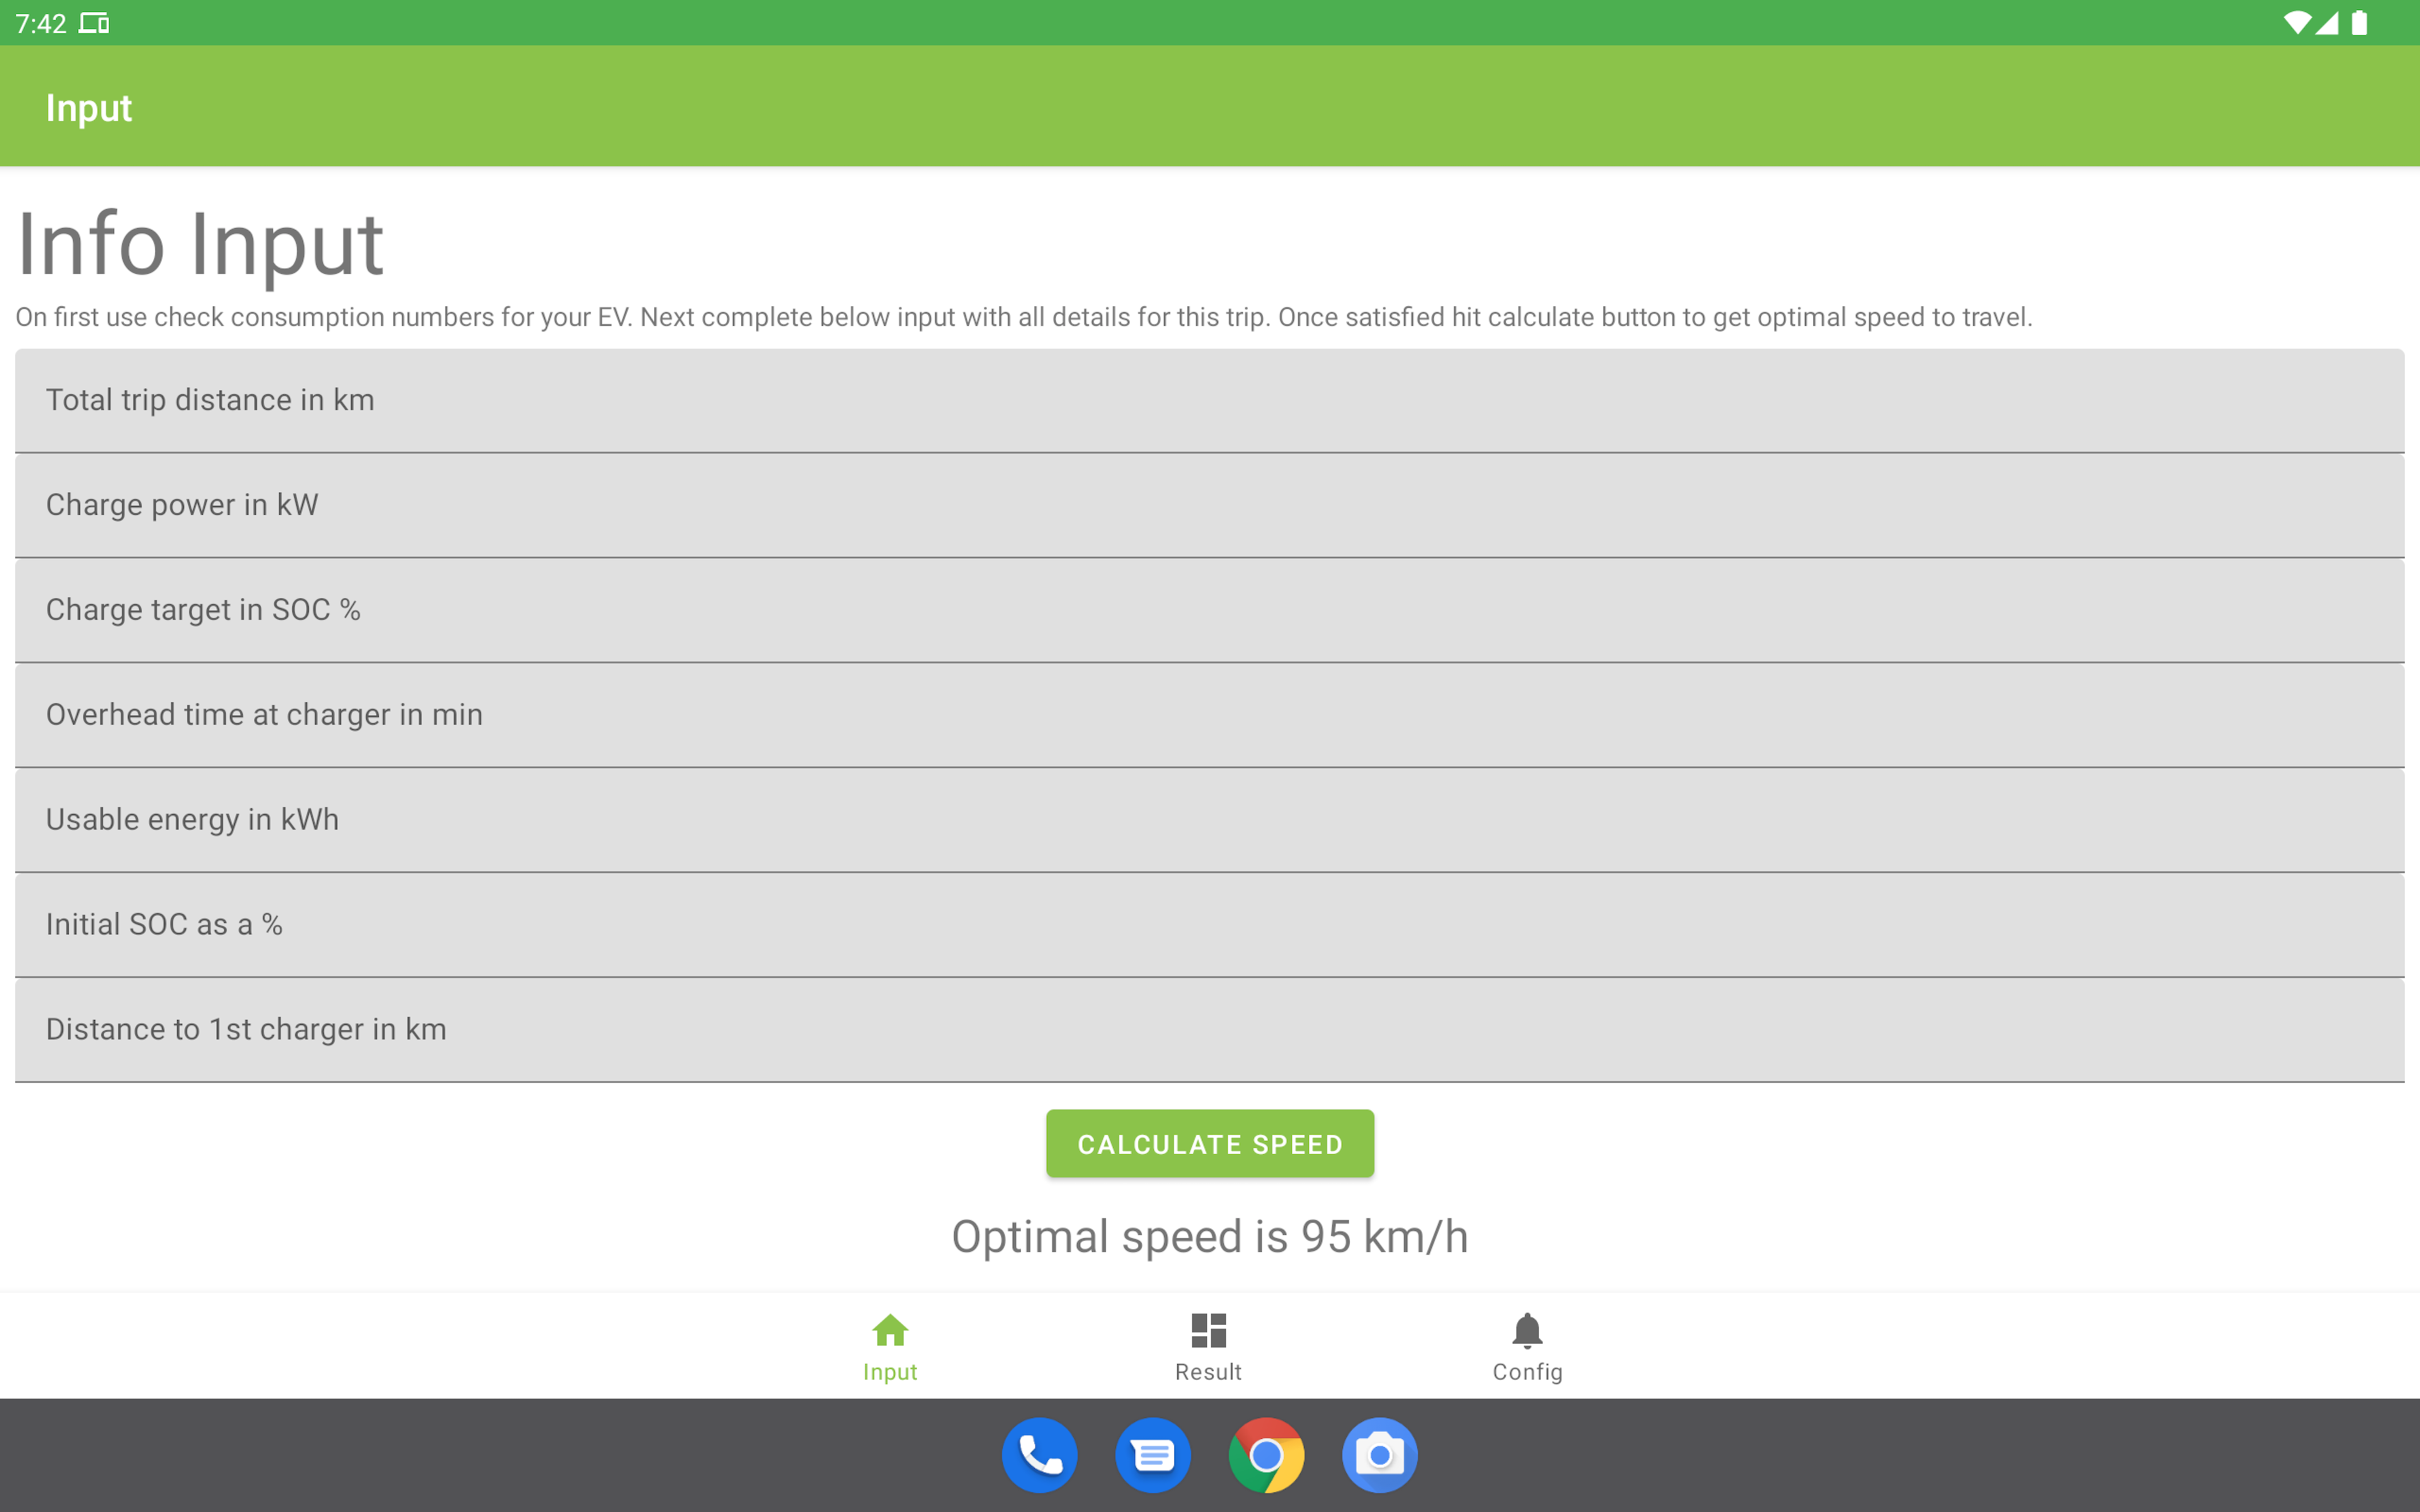 7:42
Input
Info Input
On first use check consumption numbers for your EV. Next complete below input with all details for this trip. Once satisfied hit calculate button to get optimal speed to travel.
Total trip distance in km
Charge power in kW
Charge target in SOC %
Overhead time at charger in min
Usable energy in kWh
Initial SOC as a %
Distance to 1st charger in km
CALCULATE SPEED
Optimal speed is 95 km/h
Input Result Config